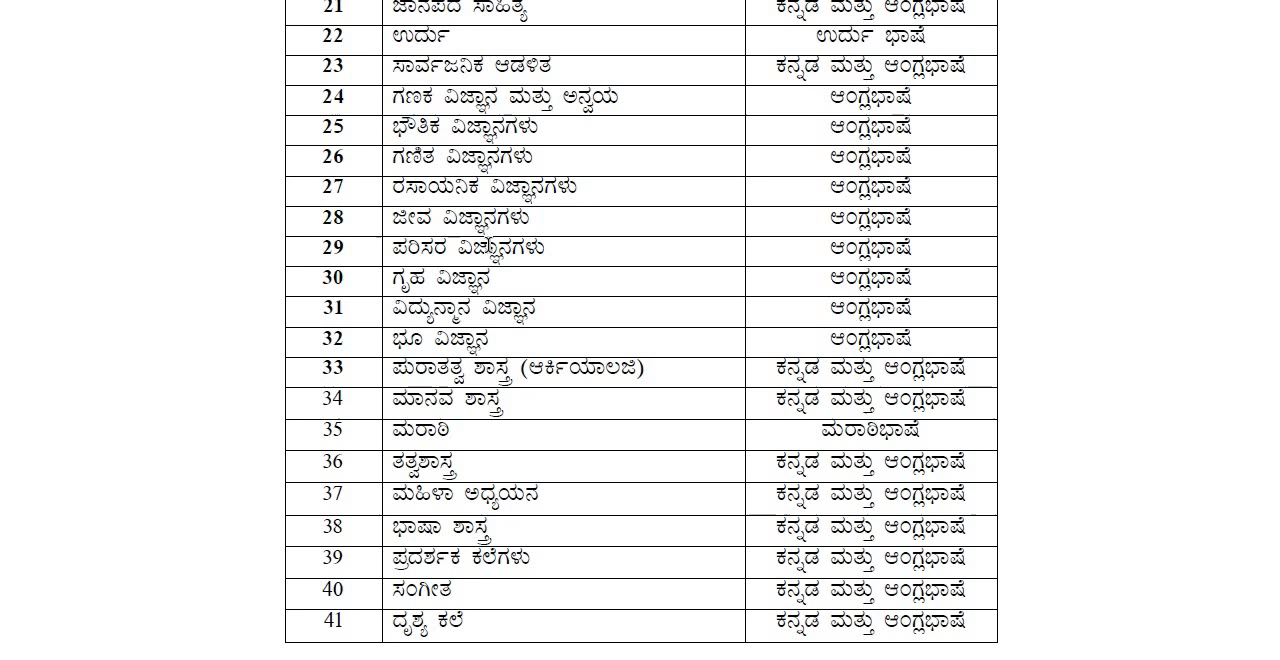 21 ಜಾನಪದ ಸಾಹಿತ್ಯ ಕನ್ನಡ ಮತ್ತು ಆಂಗ್ಲಭಾಷೆ
22 ಉರ್ದು ಉರ್ದು ಭಾಷೆ
23 ಸಾರ್ವಜನಿಕ ಆಡಳಿತ ಕನ್ನಡ ಮತ್ತು ಆಂಗ್ಲಭಾಷೆ
24 ಗಣಕ ವಿಜ್ಞಾನ ಮತ್ತು ಅನ್ವಯ ಆಂಗ್ಲಭಾಷೆ
25 ಭೌತಿಕ ವಿಜ್ಞಾನಗಳು ಆಂಗ್ಲಭಾಷೆ
26 ಗಣಿತ ವಿಜ್ಞಾನಗಳು ಆಂಗ್ಲಭಾಷೆ
27 ರಸಾಯನಿಕ ವಿಜ್ಞಾನಗಳು ಆಂಗ್ಲಭಾಷೆ
28 ಜೀವ ವಿಜ್ಞಾನಗಳು ಆಂಗ್ಲಭಾಷೆ
29 ಪರಿಸರ ವಿಜ್ಞಾನಗಳು ಆಂಗ್ಲಭಾಷೆ
30 ಗೃಹ ವಿಜ್ಞಾನ ಆಂಗ್ಲಭಾಷೆ
31 ವಿದ್ಯುನ್ಮಾನ ವಿಜ್ಞಾನ ಆಂಗ್ಲಭಾಷೆ
32 ಭೂ ವಿಜ್ಞಾನ ಆಂಗ್ಲಭಾಷೆ
33 ಪುರಾತತ್ವ ಶಾಸ್ತ್ರ (ಆರ್ಕಿಯಾಲಜಿ) ಕನ್ನಡ ಮತ್ತು ಆಂಗ್ಲಭಾಷೆ
34 ಮಾನವ ಶಾಸ್ತ್ರ ಕನ್ನಡ ಮತ್ತು ಆಂಗ್ಲಭಾಷೆ
35 ಮರಾಠಿ ಮರಾಠಿಭಾಷೆ
36 ತತ್ವಶಾಸ್ತ್ರ ಕನ್ನಡ ಮತ್ತು ಆಂಗ್ಲಭಾಷೆ
37 ಮಹಿಳಾ ಅಧ್ಯಯನ ಕನ್ನಡ ಮತ್ತು ಆಂಗ್ಲಭಾಷೆ
38 ಭಾಷಾ ಶಾಸ್ತ್ರ ಕನ್ನಡ ಮತ್ತು ಆಂಗ್ಲಭಾಷೆ
39 ಪ್ರದರ್ಶಕ ಕಲೆಗಳು ಕನ್ನಡ ಮತ್ತು ಆಂಗ್ಲಭಾಷೆ
40 ಸಂಗೀತ ಕನ್ನಡ ಮತ್ತು ಆಂಗ್ಲಭಾಷೆ
41 ದೃಶ್ಯ ಕಲೆ ಕನ್ನಡ ಮತ್ತು ಆಂಗ್ಲಭಾಷೆ